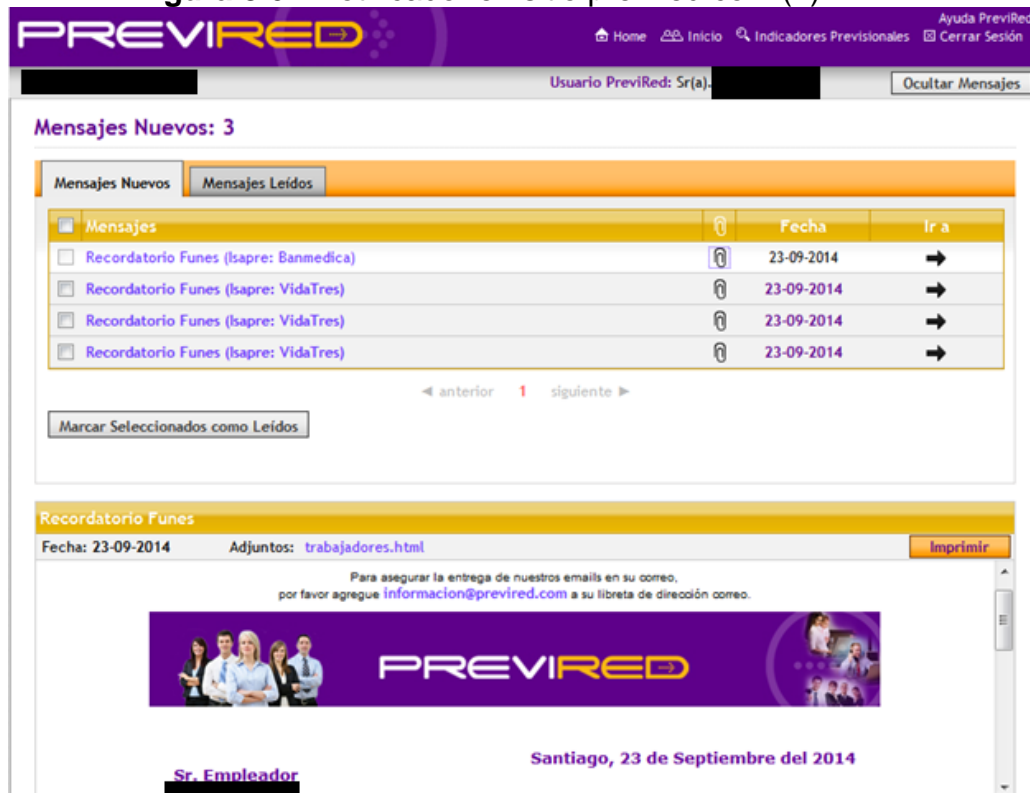 PREVIRED
Home Inicio Indicadores Previsionales
Ayuda PreviRed
Cerrar Sesión
Usuario PreviRed: Sr(a).
Ocultar Mensajes
Mensajes Nuevos: 3
Mensajes Nuevos Mensajes Leídos
Mensajes Fecha Ir a
Recordatorio Funes (Isapre: Banmedica) 23-09-2014
Recordatorio Funes (Isapre: VidaTres) 23-09-2014
Recordatorio Funes (Isapre: VidaTres) 23-09-2014
Recordatorio Funes (Isapre: VidaTres) 23-09-2014
anterior 1 siguiente
Marcar Seleccionados como Leídos
Recordatorio Funes
Fecha: 23-09-2014 Adjuntos: trabajadores.html Imprimir
Para asegurar la entrega de nuestros emails en su correo,
por favor agregue informacion@previred.com a su libreta de dirección correo.
PREVIRED
Santiago, 23 de Septiembre del 2014
Sr. Empleador